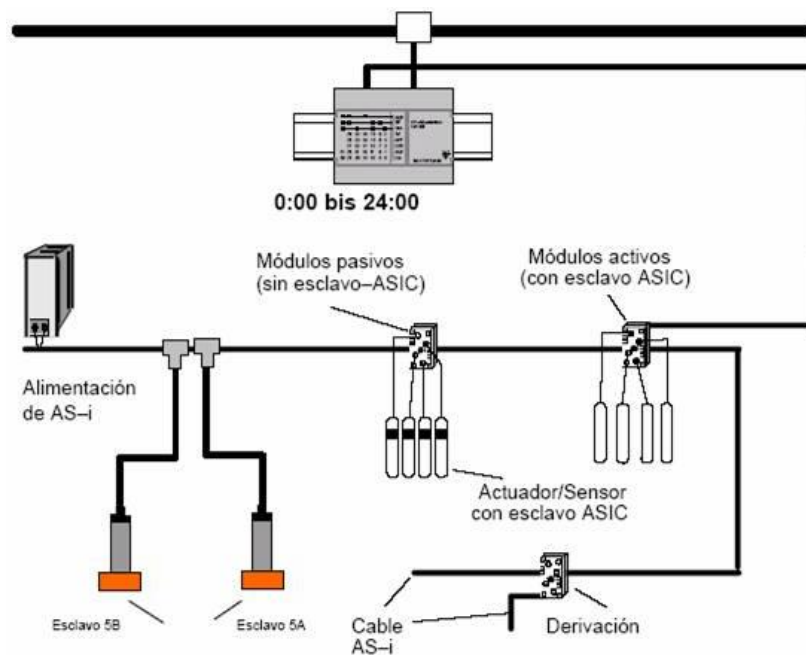 0:00 bis 24:00
Módulos pasivos
(sin esclavo–ASIC)
Módulos activos
(con esclavo ASIC)
Alimentación
de AS–i
Actuador/Sensor
con esclavo ASIC
Esclavo 5B
Esclavo 5A
Cable
AS–i
Derivación